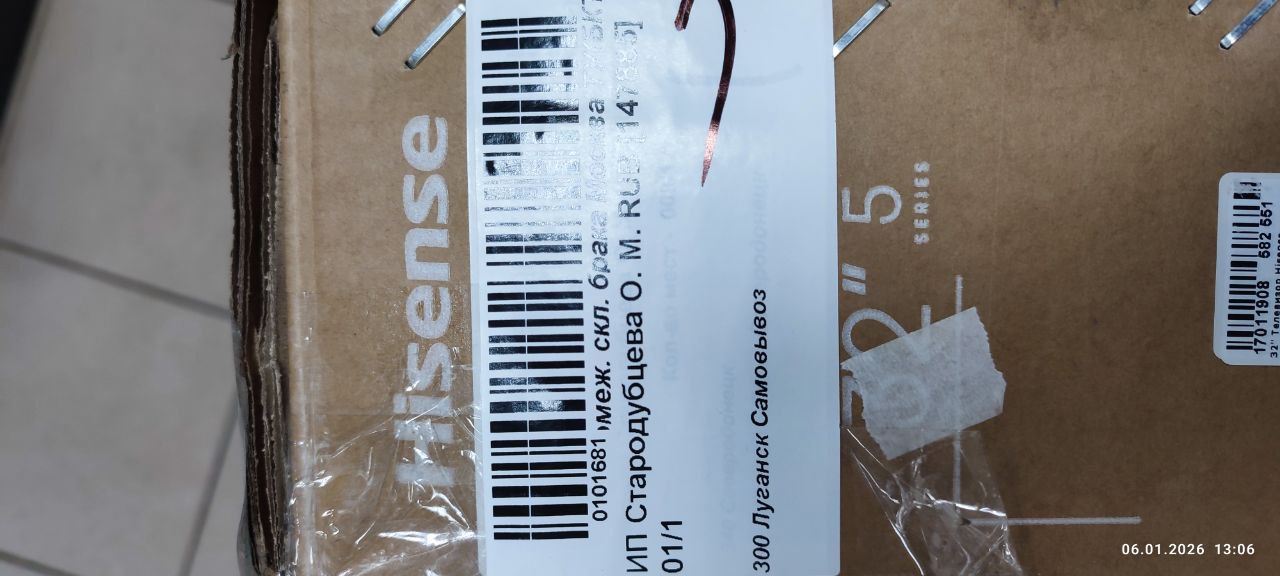 Hisense
0101681
меж. скл. брака Москва
ИП Стародубцева О. М.
01/1
300 Луганск Самовывоз
32" 5
SERIES
17011908 582 551
32" Телевизор Hisense
06.01.2026 13:06